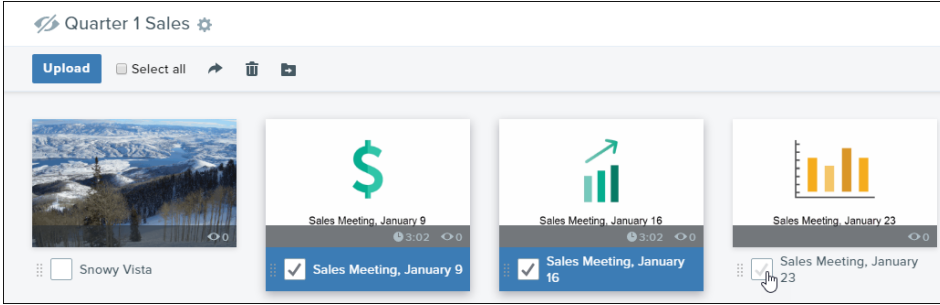 Quarter 1 Sales
Upload
Select all
Sales Meeting, January 9
Sales Meeting, January 16
Sales Meeting, January 23
0
3:02 0
3:02 0
0
Snowy Vista
Sales Meeting, January 9
Sales Meeting, January
16
Sales Meeting, January
23